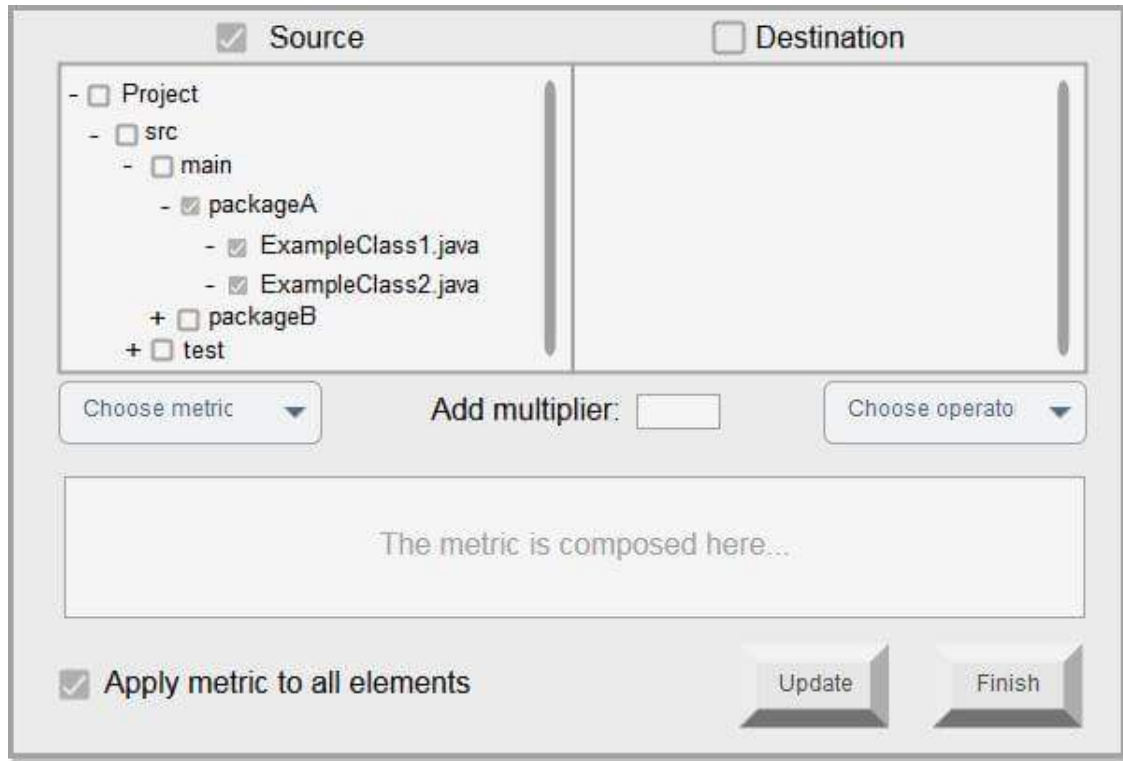 Source
Destination
- Project
- src
- main
- packageA
- ExampleClass1.java
- ExampleClass2.java
+ packageB
+ test
Choose metric
Add multiplier:
Choose operato
The metric is composed here...
Apply metric to all elements
Update
Finish